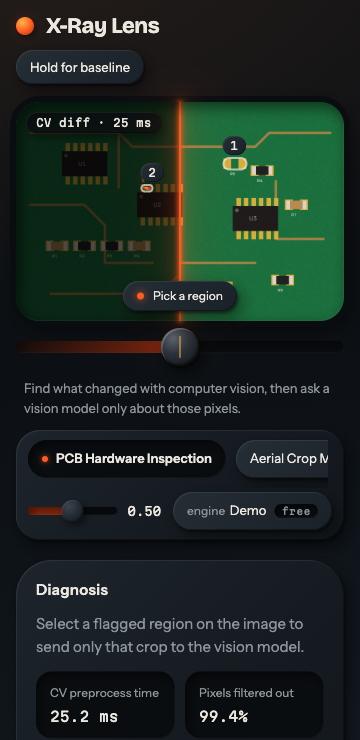 X-Ray Lens
Hold for baseline
CV diff · 25 ms
1
2
U1
U2
U3
Pick a region
Find what changed with computer vision, then ask a
vision model only about those pixels.
PCB Hardware Inspection
Aerial Crop M
0.50
engine Demo free
Diagnosis
Select a flagged region on the image to
send only that crop to the vision model.
CV preprocess time
25.2 ms
Pixels filtered out
99.4%